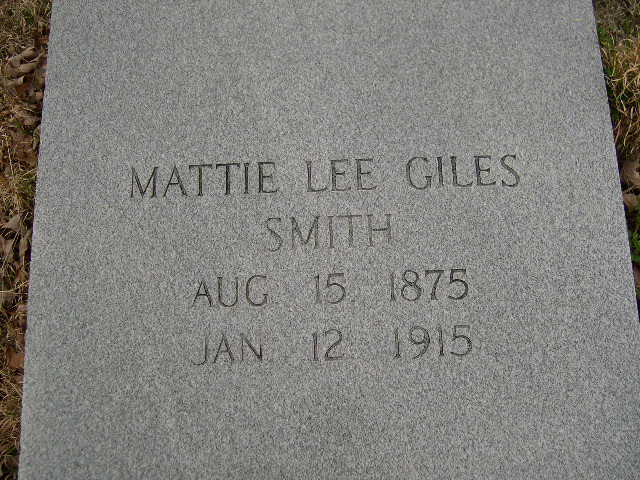 MATTIE LEE GILES
SMITH
AUG 15 1875
JAN 12 1915